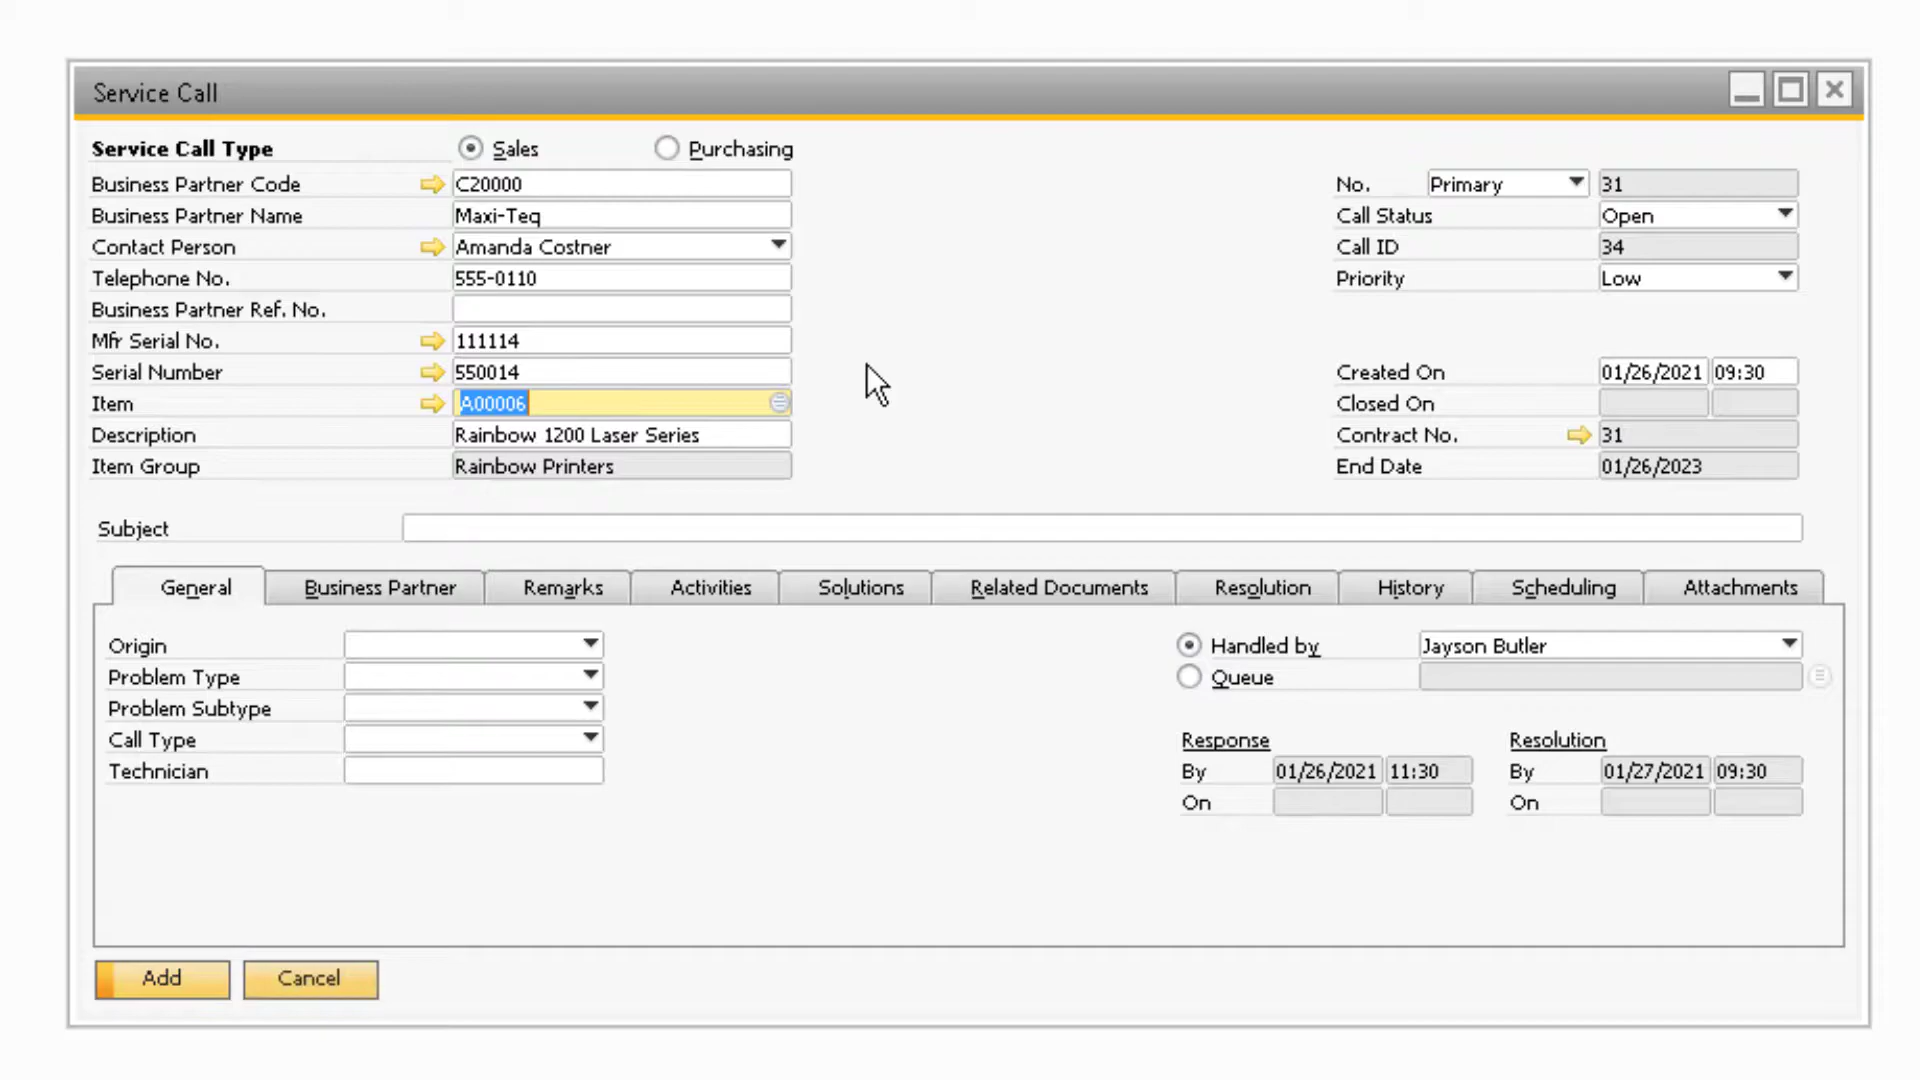 Service Call
Service Call Type Sales Purchasing
Business Partner Code C20000 No. Primary 31
Business Partner Name Maxi-Teq Call Status Open
Contact Person Amanda Costner Call ID 34
Telephone No. 555-0110 Priority Low
Business Partner Ref. No.
Mfr Serial No. 111114
Serial Number 550014 Created On 01/26/2021 09:30
Item A00006 Closed On
Description Rainbow 1200 Laser Series Contract No. 31
Item Group Rainbow Printers End Date 01/26/2023
Subject
General Business Partner Remarks Activities Solutions Related Documents Resolution History Scheduling Attachments
Origin Handled by Jayson Butler
Problem Type Queue
Problem Subtype
Call Type Response Resolution
Technician By 01/26/2021 11:30 By 01/27/2021 09:30
On On
Add Cancel